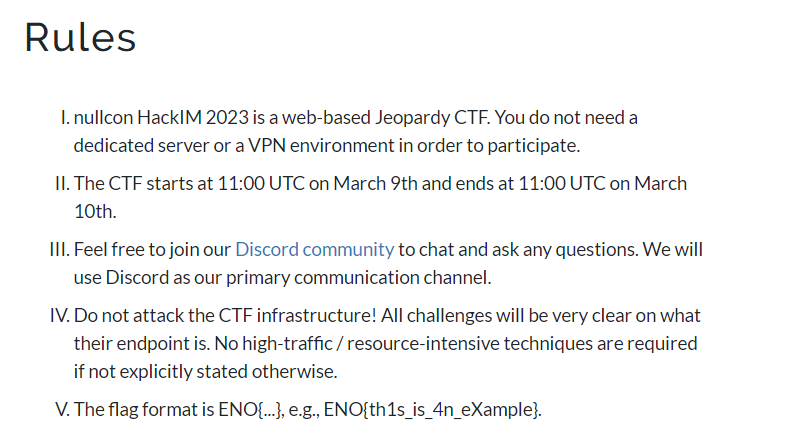 Rules
I. nullcon HackIM 2023 is a web-based Jeopardy CTF. You do not need a
dedicated server or a VPN environment in order to participate.
II. The CTF starts at 11:00 UTC on March 9th and ends at 11:00 UTC on March
10th.
III. Feel free to join our Discord community to chat and ask any questions. We will
use Discord as our primary communication channel.
IV. Do not attack the CTF infrastructure! All challenges will be very clear on what
their endpoint is. No high-traffic / resource-intensive techniques are required
if not explicitly stated otherwise.
V. The flag format is ENO{...}, e.g., ENO{th1s_is_4n_eXample}.